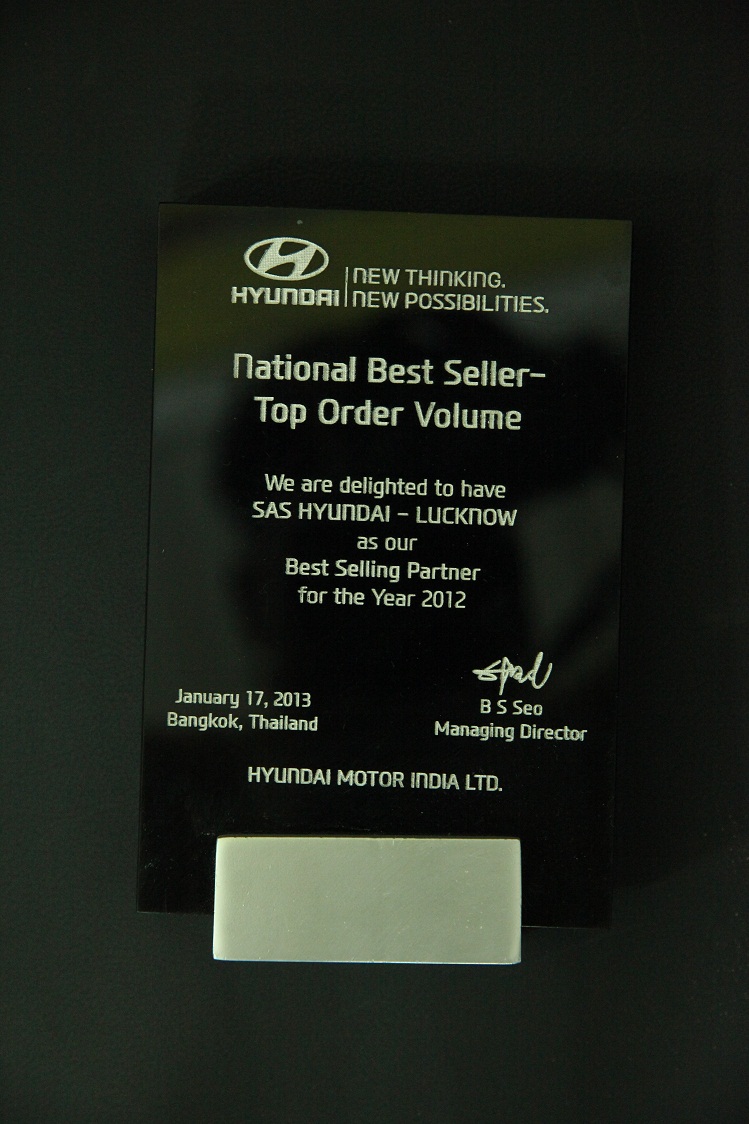 HYUNDAI
NEW THINKING.
NEW POSSIBILITIES.
National Best Seller–
Top Order Volume
We are delighted to have
SAS HYUNDAI – LUCKNOW
as our
Best Selling Partner
for the Year 2012
January 17, 2013
Bangkok, Thailand
B S Seo
Managing Director
HYUNDAI MOTOR INDIA LTD.